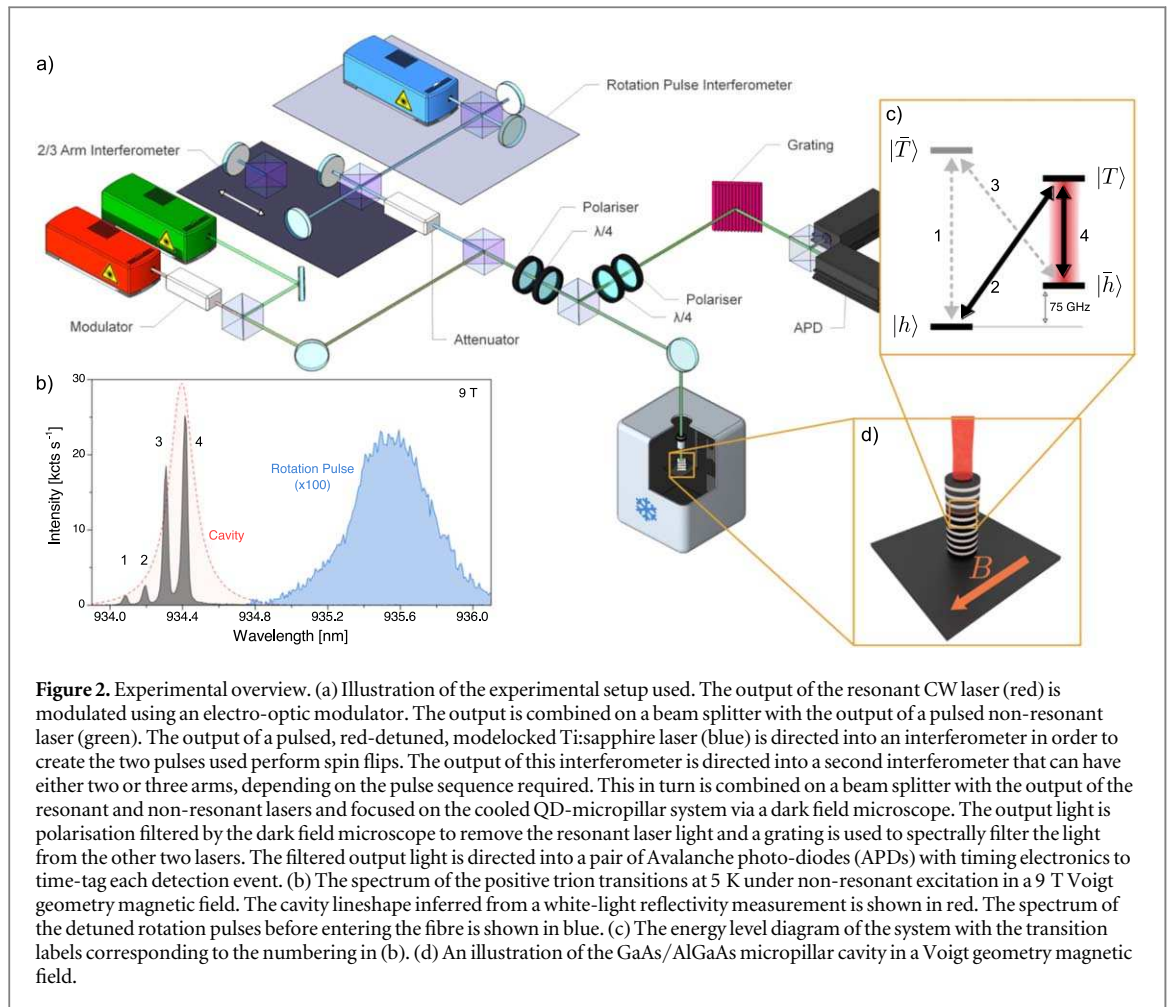 a)
Rotation Pulse Interferometer
2/3 Arm Interferometer
Grating
Polariser
λ/4
Polariser
λ/4
Modulator
Attenuator
APD
c)
|T̄⟩
|T⟩
3
1
4
2
|h̄⟩
75 GHz
|h⟩
b)
9 T
30
20
10
0
Intensity [kcts s⁻¹]
3
4
1
2
Cavity
Rotation Pulse
(x100)
934.0
934.4
934.8
935.2
935.6
936.0
Wavelength [nm]
d)
B
Figure 2. Experimental overview. (a) Illustration of the experimental setup used. The output of the resonant CW laser (red) is
modulated using an electro-optic modulator. The output is combined on a beam splitter with the output of a pulsed non-resonant
laser (green). The output of a pulsed, red-detuned, modelocked Ti:sapphire laser (blue) is directed into an interferometer in order to
create the two pulses used perform spin flips. The output of this interferometer is directed into a second interferometer that can have
either two or three arms, depending on the pulse sequence required. This in turn is combined on a beam splitter with the output of the
resonant and non-resonant lasers and focused on the cooled QD-micropillar system via a dark field microscope. The output light is
polarisation filtered by the dark field microscope to remove the resonant laser light and a grating is used to spectrally filter the light
from the other two lasers. The filtered output light is directed into a pair of Avalanche photo-diodes (APDs) with timing electronics to
time-tag each detection event. (b) The spectrum of the positive trion transitions at 5 K under non-resonant excitation in a 9 T Voigt
geometry magnetic field. The cavity lineshape inferred from a white-light reflectivity measurement is shown in red. The spectrum of
the detuned rotation pulses before entering the fibre is shown in blue. (c) The energy level diagram of the system with the transition
labels corresponding to the numbering in (b). (d) An illustration of the GaAs/AlGaAs micropillar cavity in a Voigt geometry magnetic
field.